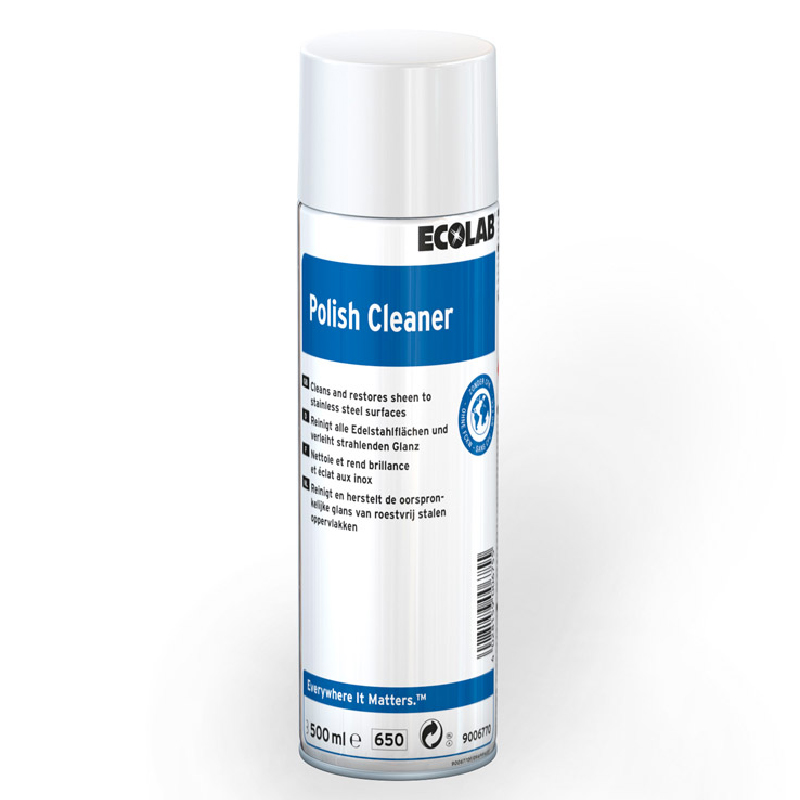 ECOLAB
Polish Cleaner
Cleans and restores sheen to
stainless steel surfaces
Reinigt alle Edelstahlflächen und
verleiht strahlenden Glanz
Nettoie et rend brillance
et éclat aux inox
Reinigt en herstelt de oorspron-
kelijke glans van roestvrij stalen
oppervlakken
Everywhere It Matters.™
500ml e
650
9006770